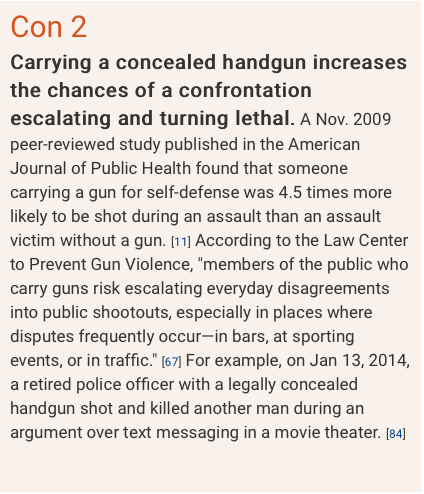 Con 2
Carrying a concealed handgun increases
the chances of a confrontation
escalating and turning lethal. A Nov. 2009
peer-reviewed study published in the American
Journal of Public Health found that someone
carrying a gun for self-defense was 4.5 times more
likely to be shot during an assault than an assault
victim without a gun. [11] According to the Law Center
to Prevent Gun Violence, "members of the public who
carry guns risk escalating everyday disagreements
into public shootouts, especially in places where
disputes frequently occur—in bars, at sporting
events, or in traffic." [67] For example, on Jan 13, 2014,
a retired police officer with a legally concealed
handgun shot and killed another man during an
argument over text messaging in a movie theater. [84]